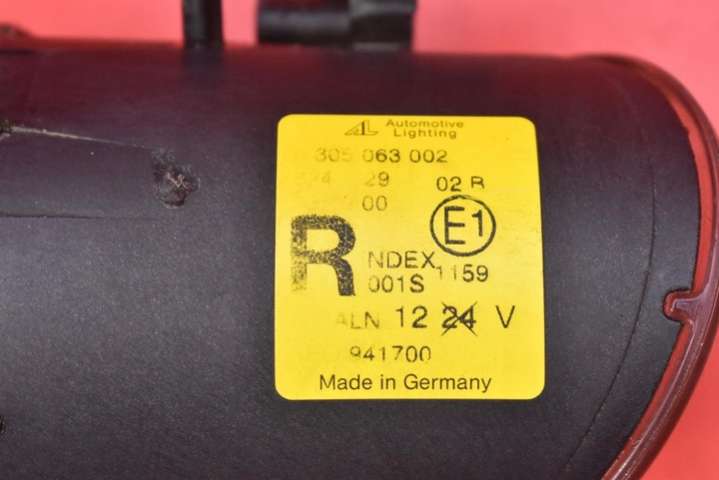 AL Automotive
Lighting
305 063 002
29 02 R
00
E1
R
NDEX 1159
001S
ALN 12 24 V
941700
Made in Germany